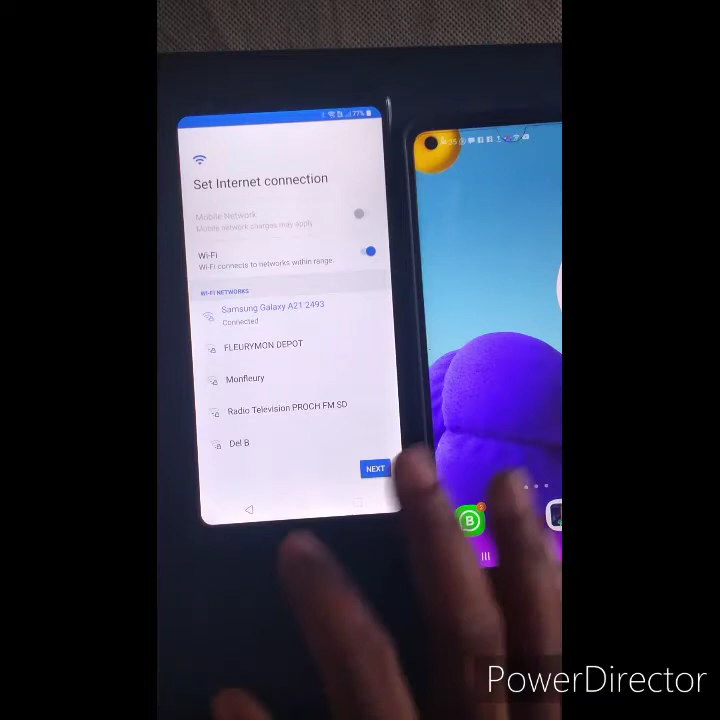 77%
Set Internet connection
Mobile Network
Mobile network charges may apply
Wi-Fi
Wi-Fi connects to networks within range.
WI-FI NETWORKS
Samsung Galaxy A21 2493
Connected
FLEURYMON DEPOT
Monfleury
Radio Television PROCH FM SD
Del B
NEXT
B
2
PowerDirector